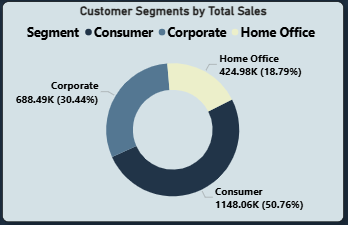 Customer Segments by Total Sales
Segment Consumer Corporate Home Office
Home Office
424.98K (18.79%)
Corporate
688.49K (30.44%)
Consumer
1148.06K (50.76%)